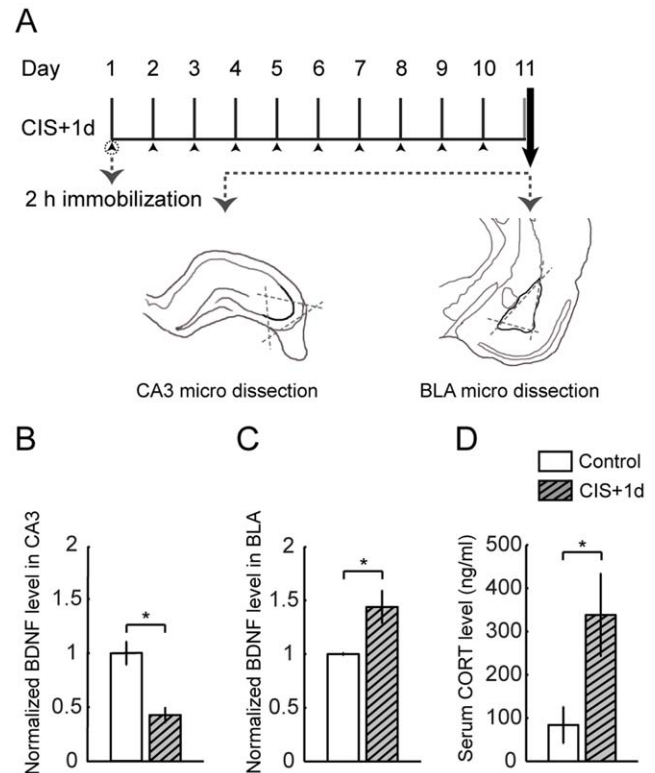 A
Day 1 2 3 4 5 6 7 8 9 10 11
CIS+1d
2 h immobilization
CA3 micro dissection
BLA micro dissection
B
Normalized BDNF level in CA3
2
1.5
1
0.5
0
*
C
Normalized BDNF level in BLA
2
1.5
1
0.5
0
*
D
Control
CIS+1d
Serum CORT level (ng/ml)
500
400
300
200
100
0
*